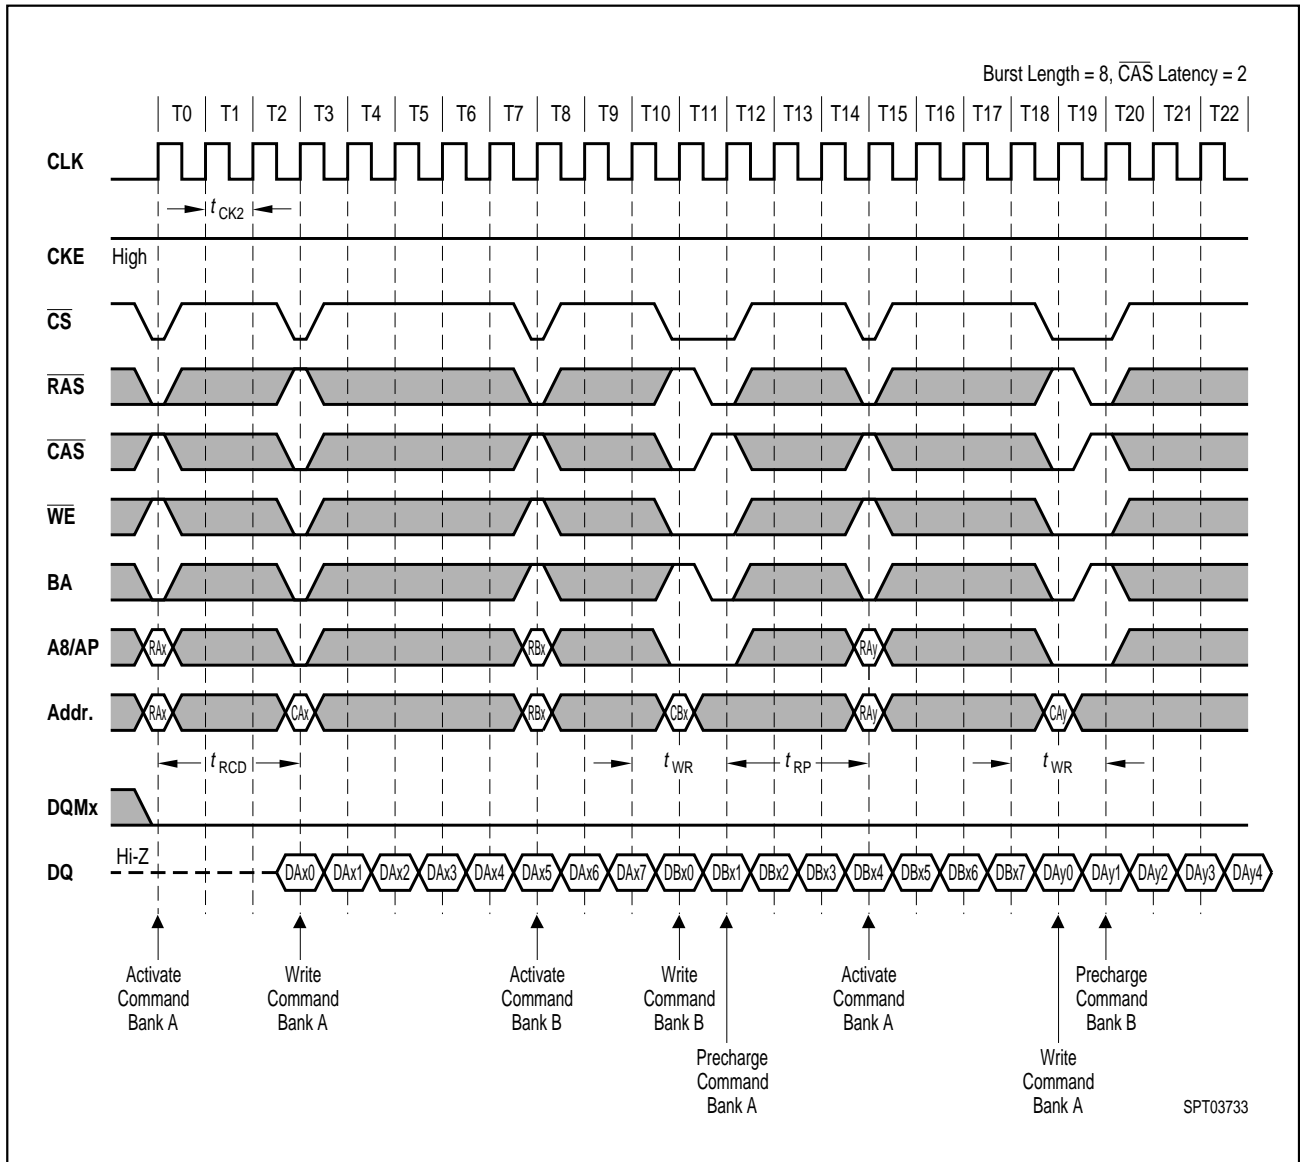 Burst Length = 8, CAS Latency = 2
T0 T1 T2 T3 T4 T5 T6 T7 T8 T9 T10 T11 T12 T13 T14 T15 T16 T17 T18 T19 T20 T21 T22
CLK
t CK2
CKE High
CS
RAS
CAS
WE
BA
A8/AP RAx RBx RAy
Addr. RAx CAx RBx CBx RAy CAy
t RCD t WR t RP t WR
DQMx
Hi-Z
DQ DAx0 DAx1 DAx2 DAx3 DAx4 DAx5 DAx6 DAx7 DBx0 DBx1 DBx2 DBx3 DBx4 DBx5 DBx6 DBx7 DAy0 DAy1 DAy2 DAy3 DAy4
Activate Command Bank A
Write Command Bank A
Activate Command Bank B
Write Command Bank B
Precharge Command Bank A
Activate Command Bank A
Write Command Bank A
Precharge Command Bank B
SPT03733